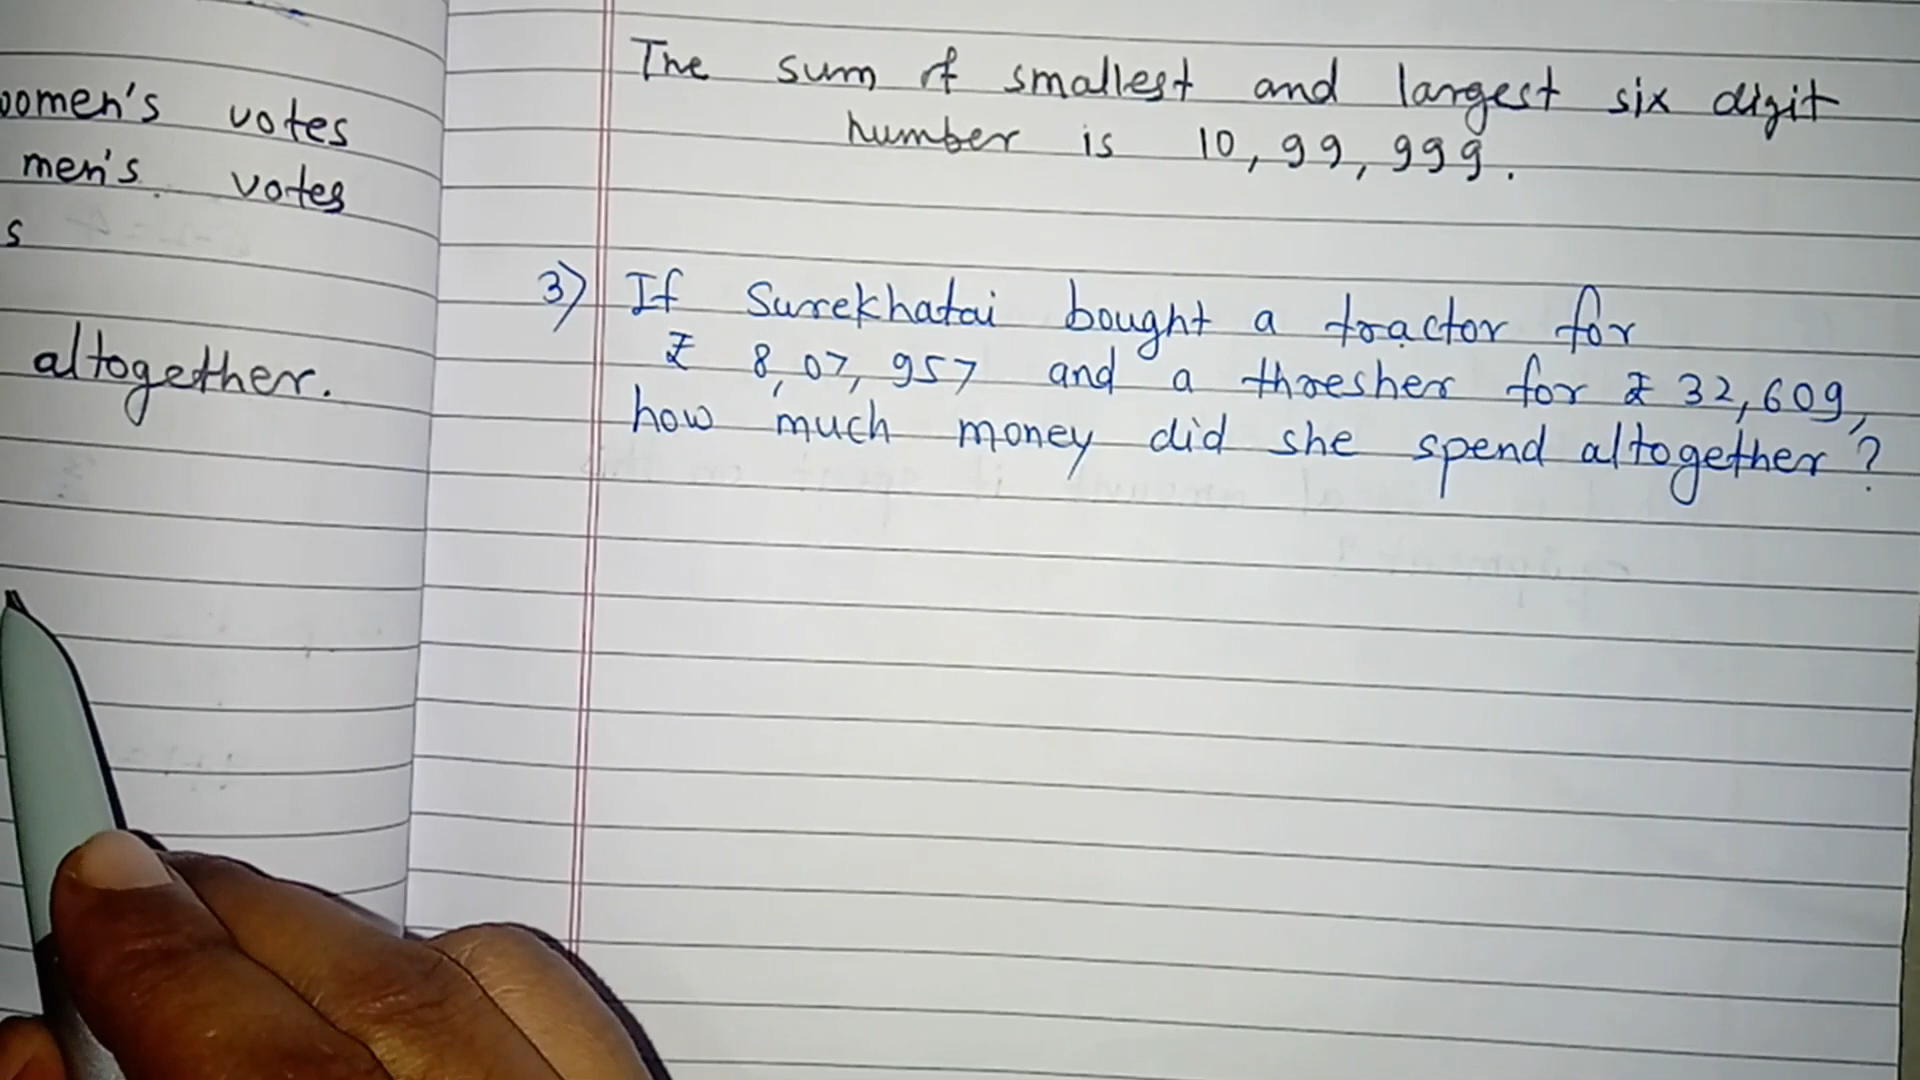 women's votes
men's votes
s
altogether.
The sum of smallest and largest six digit
number is 10,99,999.
3) If Surekhatai bought a tractor for
₹ 8,07,957 and a thresher for ₹ 32,609,
how much money did she spend altogether?